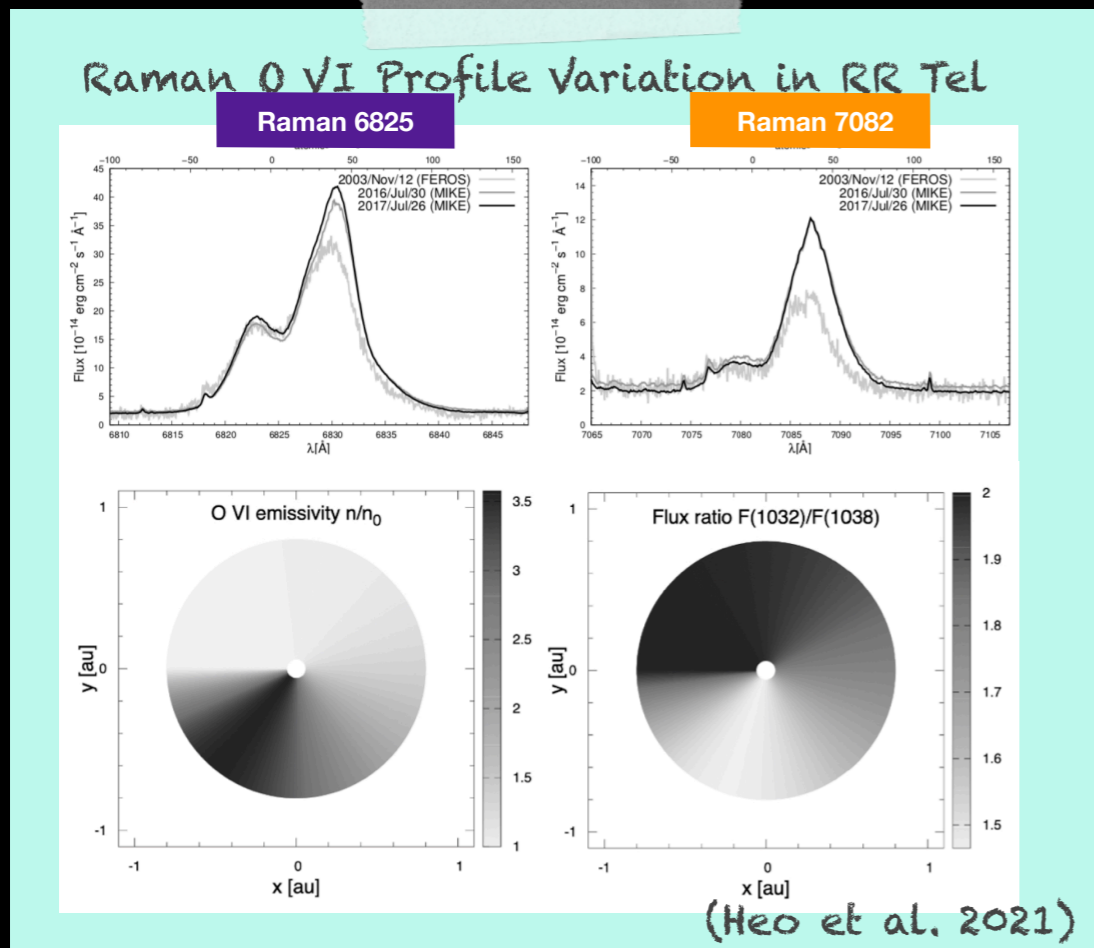 Raman O VI Profile Variation in RR Tel
Raman 6825
Raman 7082
-100 -50 0 50 100 150
2003/Nov/12 (FEROS)
2016/Jul/30 (MIKE)
2017/Jul/26 (MIKE)
45
40
35
30
25
20
15
10
5
0
Flux [10⁻¹⁴ erg cm⁻² s⁻¹ Å⁻¹]
6810 6815 6820 6825 6830 6835 6840 6845
λ[Å]
-100 -50 0 50 100 150
2003/Nov/12 (FEROS)
2016/Jul/30 (MIKE)
2017/Jul/26 (MIKE)
14
12
10
8
6
4
2
0
Flux [10⁻¹⁴ erg cm⁻² s⁻¹ Å⁻¹]
7065 7070 7075 7080 7085 7090 7095 7100 7105
λ[Å]
O VI emissivity n/n₀
1
0
-1
y [au]
-1 0 1
x [au]
3.5
3
2.5
2
1.5
1
Flux ratio F(1032)/F(1038)
1
0
-1
y [au]
-1 0 1
x [au]
2
1.9
1.8
1.7
1.6
1.5
(Heo et al. 2021)